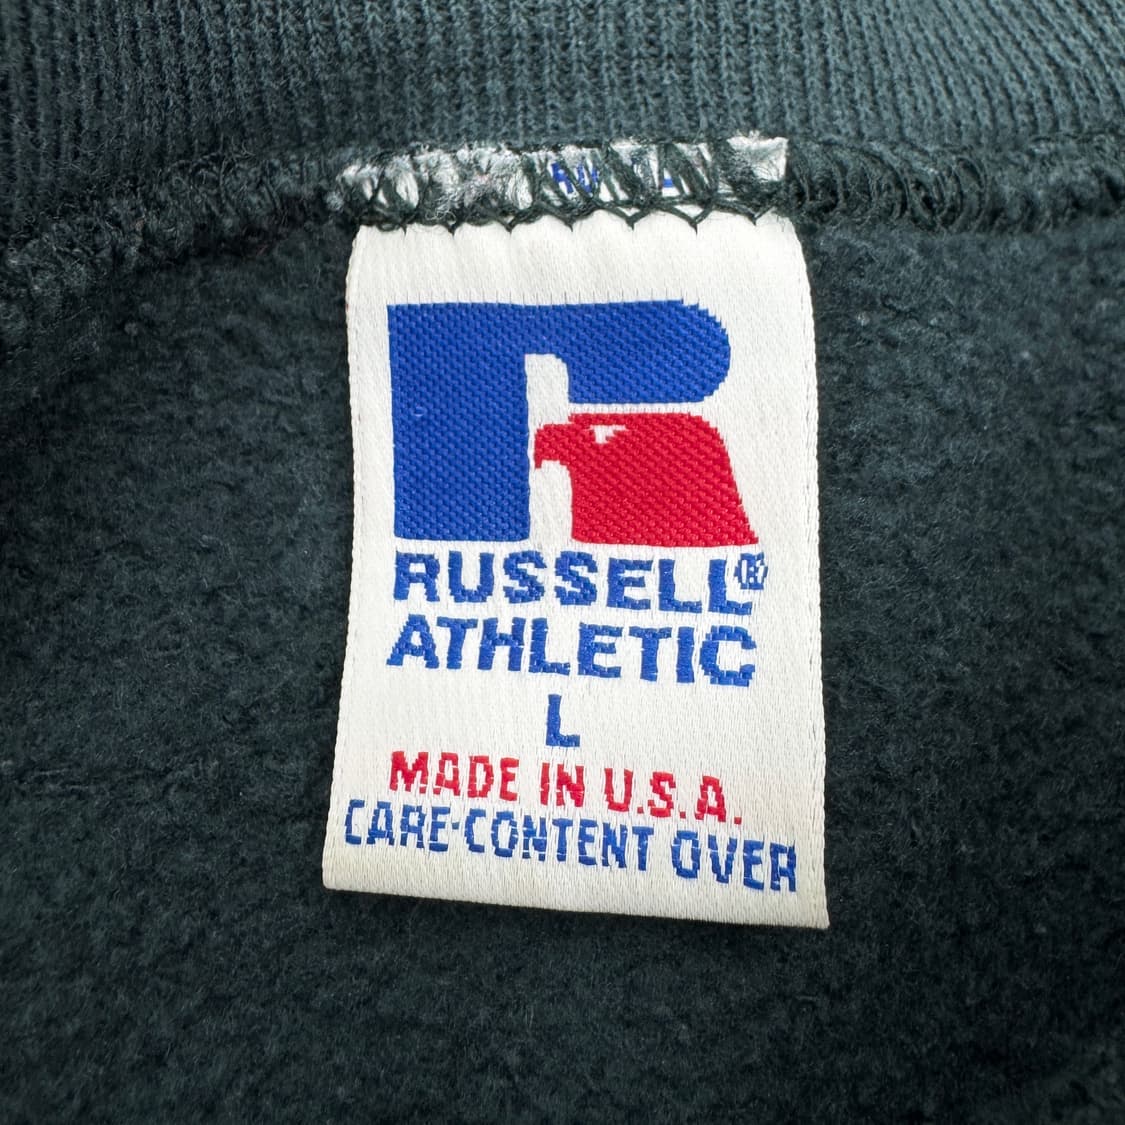 RUSSELL®
ATHLETIC
L
MADE IN U.S.A.
CARE·CONTENT OVER